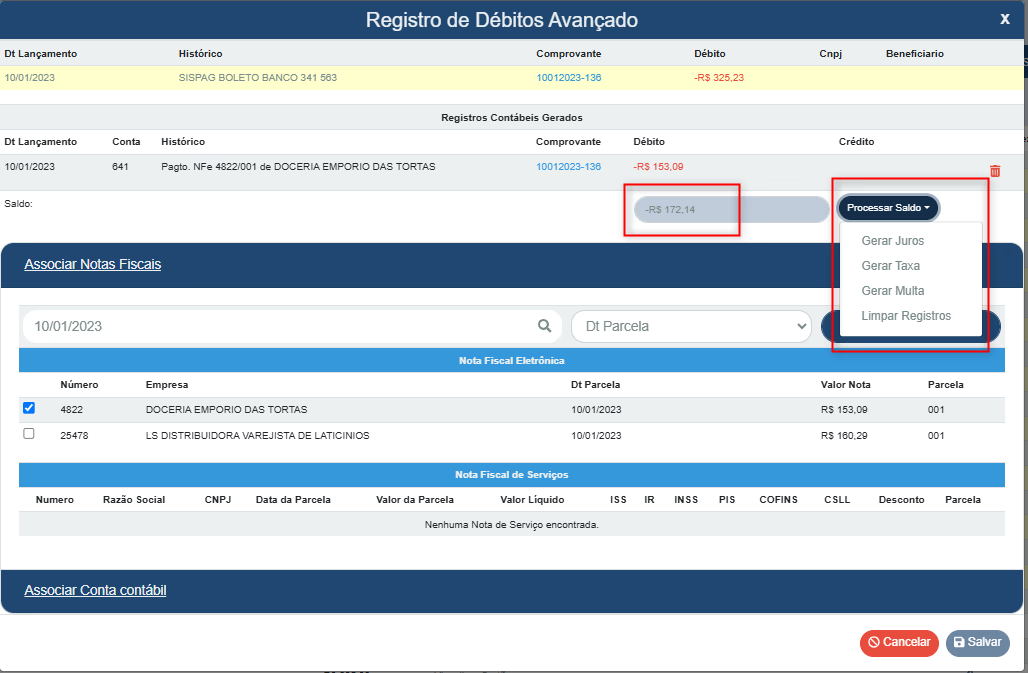 Registro de Débitos Avançado X
Dt Lançamento Histórico Comprovante Débito Cnpj Beneficiario
10/01/2023 SISPAG BOLETO BANCO 341 563 10012023-136 -R$ 325,23
Registros Contábeis Gerados
Dt Lançamento Conta Histórico Comprovante Débito Crédito
10/01/2023 641 Pagto. NFe 4822/001 de DOCERIA EMPORIO DAS TORTAS 10012023-136 -R$ 153,09
Saldo: -R$ 172,14 Processar Saldo
Gerar Juros
Gerar Taxa
Gerar Multa
Limpar Registros
Associar Notas Fiscais
10/01/2023 Dt Parcela
Nota Fiscal Eletrônica
Número Empresa Dt Parcela Valor Nota Parcela
4822 DOCERIA EMPORIO DAS TORTAS 10/01/2023 R$ 153,09 001
25478 LS DISTRIBUIDORA VAREJISTA DE LATICINIOS 10/01/2023 R$ 160,29 001
Nota Fiscal de Serviços
Numero Razão Social CNPJ Data da Parcela Valor da Parcela Valor Líquido ISS IR INSS PIS COFINS CSLL Desconto Parcela
Nenhuma Nota de Serviço encontrada.
Associar Conta contábil
Cancelar Salvar